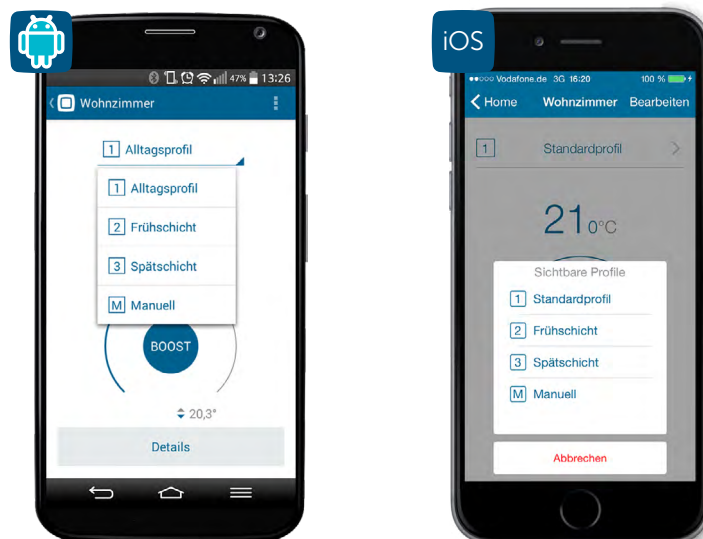 47% 13:26
Wohnzimmer
1 Alltagsprofil
1 Alltagsprofil
2 Frühschicht
3 Spätschicht
M Manuell
BOOST
20,3°
Details
iOS
Vodafone.de 3G 16:20 100 %
Home Wohnzimmer Bearbeiten
1 Standardprofil
21 0°C
Sichtbare Profile
1 Standardprofil
2 Frühschicht
3 Spätschicht
M Manuell
Abbrechen